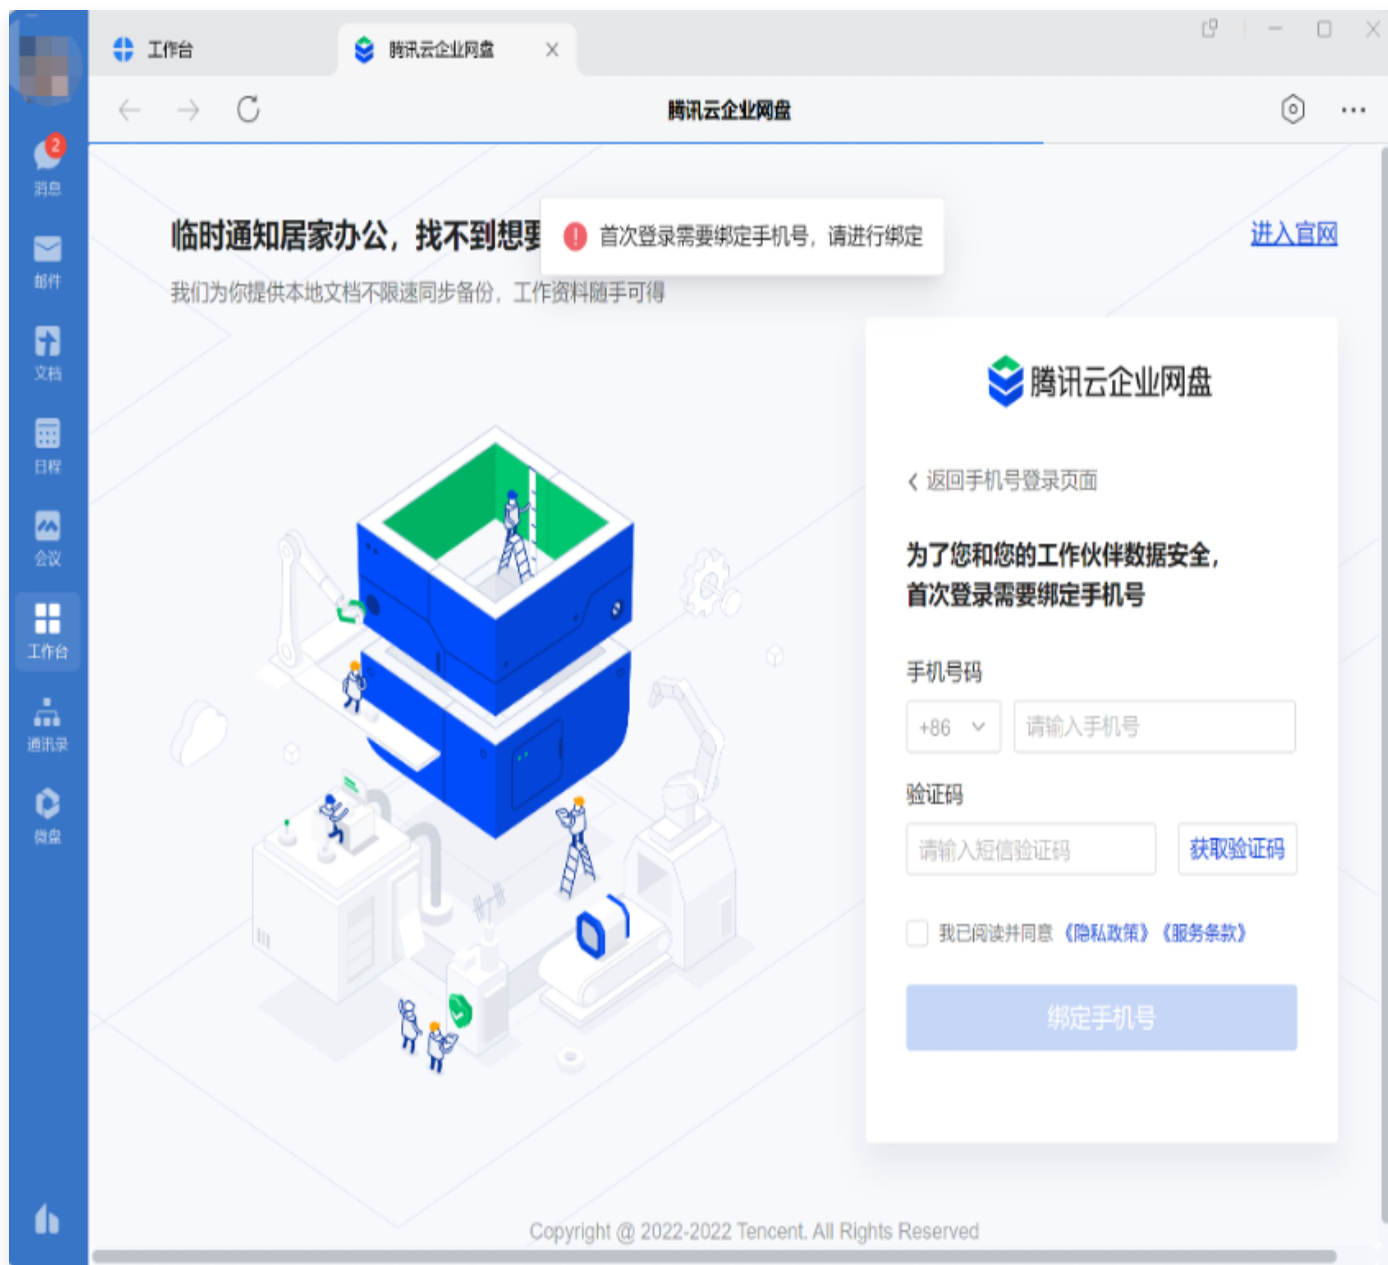 工作台
腾讯云企业网盘
腾讯云企业网盘
2
消息
邮件
文档
日程
会议
工作台
通讯录
微盘
临时通知居家办公，找不到想要
首次登录需要绑定手机号，请进行绑定
进入官网
我们为你提供本地文档不限速同步备份，工作资料随手可得
腾讯云企业网盘
返回手机号登录页面
为了您和您的工作伙伴数据安全，
首次登录需要绑定手机号
手机号码
+86
请输入手机号
验证码
请输入短信验证码
获取验证码
我已阅读并同意《隐私政策》《服务条款》
绑定手机号
Copyright @ 2022-2022 Tencent. All Rights Reserved